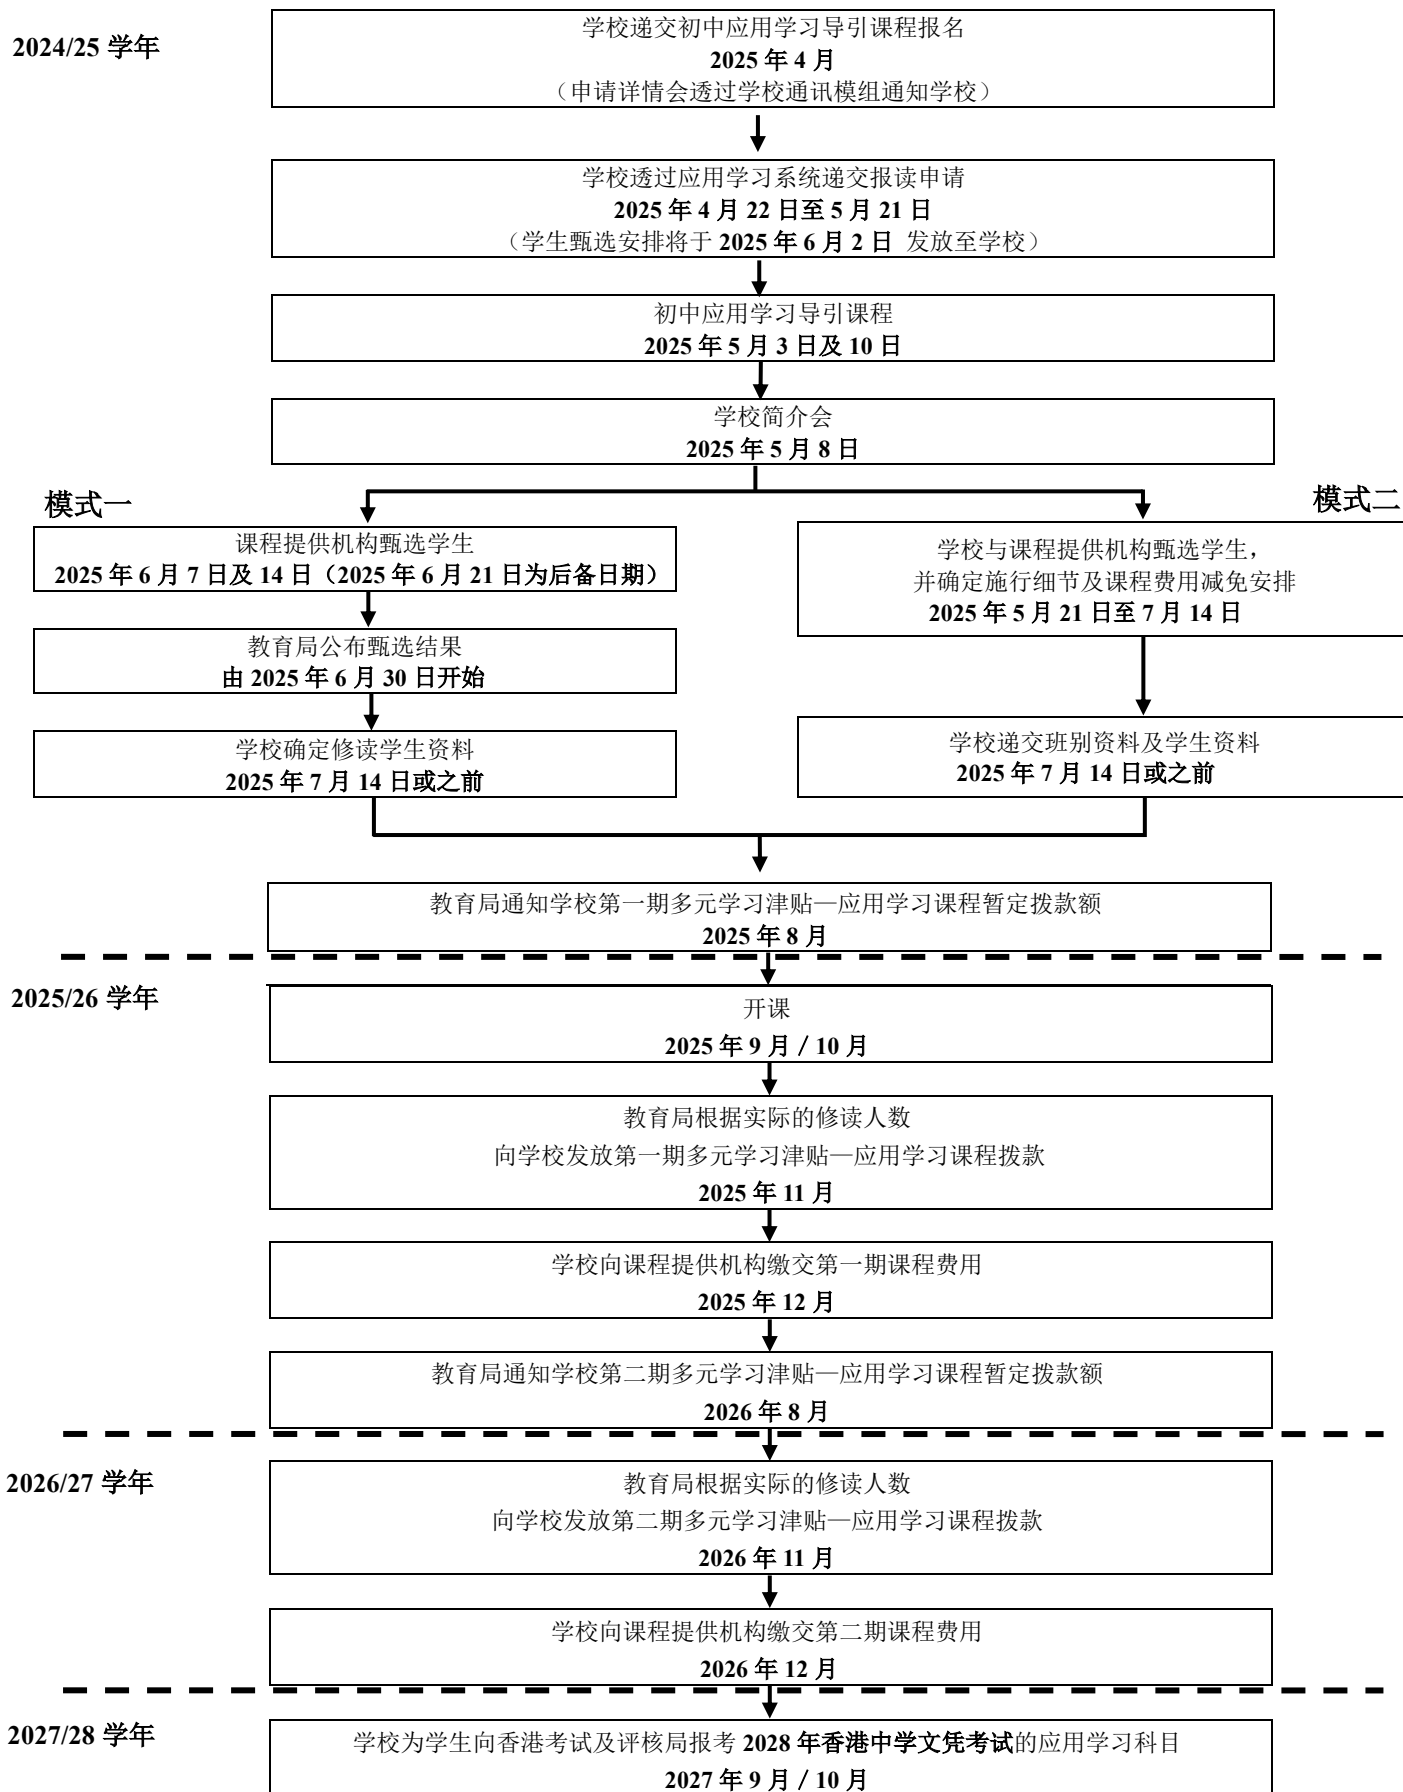 2024/25 学年
学校递交初中应用学习导引课程报名
2025 年 4 月
（申请详情会透过学校通讯模组通知学校）
学校透过应用学习系统递交报读申请
2025 年 4 月 22 日至 5 月 21 日
（学生甄选安排将于 2025 年 6 月 2 日 发放至学校）
初中应用学习导引课程
2025 年 5 月 3 日及 10 日
学校简介会
2025 年 5 月 8 日
模式一
课程提供机构甄选学生
2025 年 6 月 7 日及 14 日（2025 年 6 月 21 日为后备日期）
教育局公布甄选结果
由 2025 年 6 月 30 日开始
学校确定修读学生资料
2025 年 7 月 14 日或之前
模式二
学校与课程提供机构甄选学生，
并确定施行细节及课程费用减免安排
2025 年 5 月 21 日至 7 月 14 日
学校递交班别资料及学生资料
2025 年 7 月 14 日或之前
教育局通知学校第一期多元学习津贴—应用学习课程暂定拨款额
2025 年 8 月
2025/26 学年
开课
2025 年 9 月 / 10 月
教育局根据实际的修读人数
向学校发放第一期多元学习津贴—应用学习课程拨款
2025 年 11 月
学校向课程提供机构缴交第一期课程费用
2025 年 12 月
教育局通知学校第二期多元学习津贴—应用学习课程暂定拨款额
2026 年 8 月
2026/27 学年
教育局根据实际的修读人数
向学校发放第二期多元学习津贴—应用学习课程拨款
2026 年 11 月
学校向课程提供机构缴交第二期课程费用
2026 年 12 月
2027/28 学年
学校为学生向香港考试及评核局报考 2028 年香港中学文凭考试的应用学习科目
2027 年 9 月 / 10 月